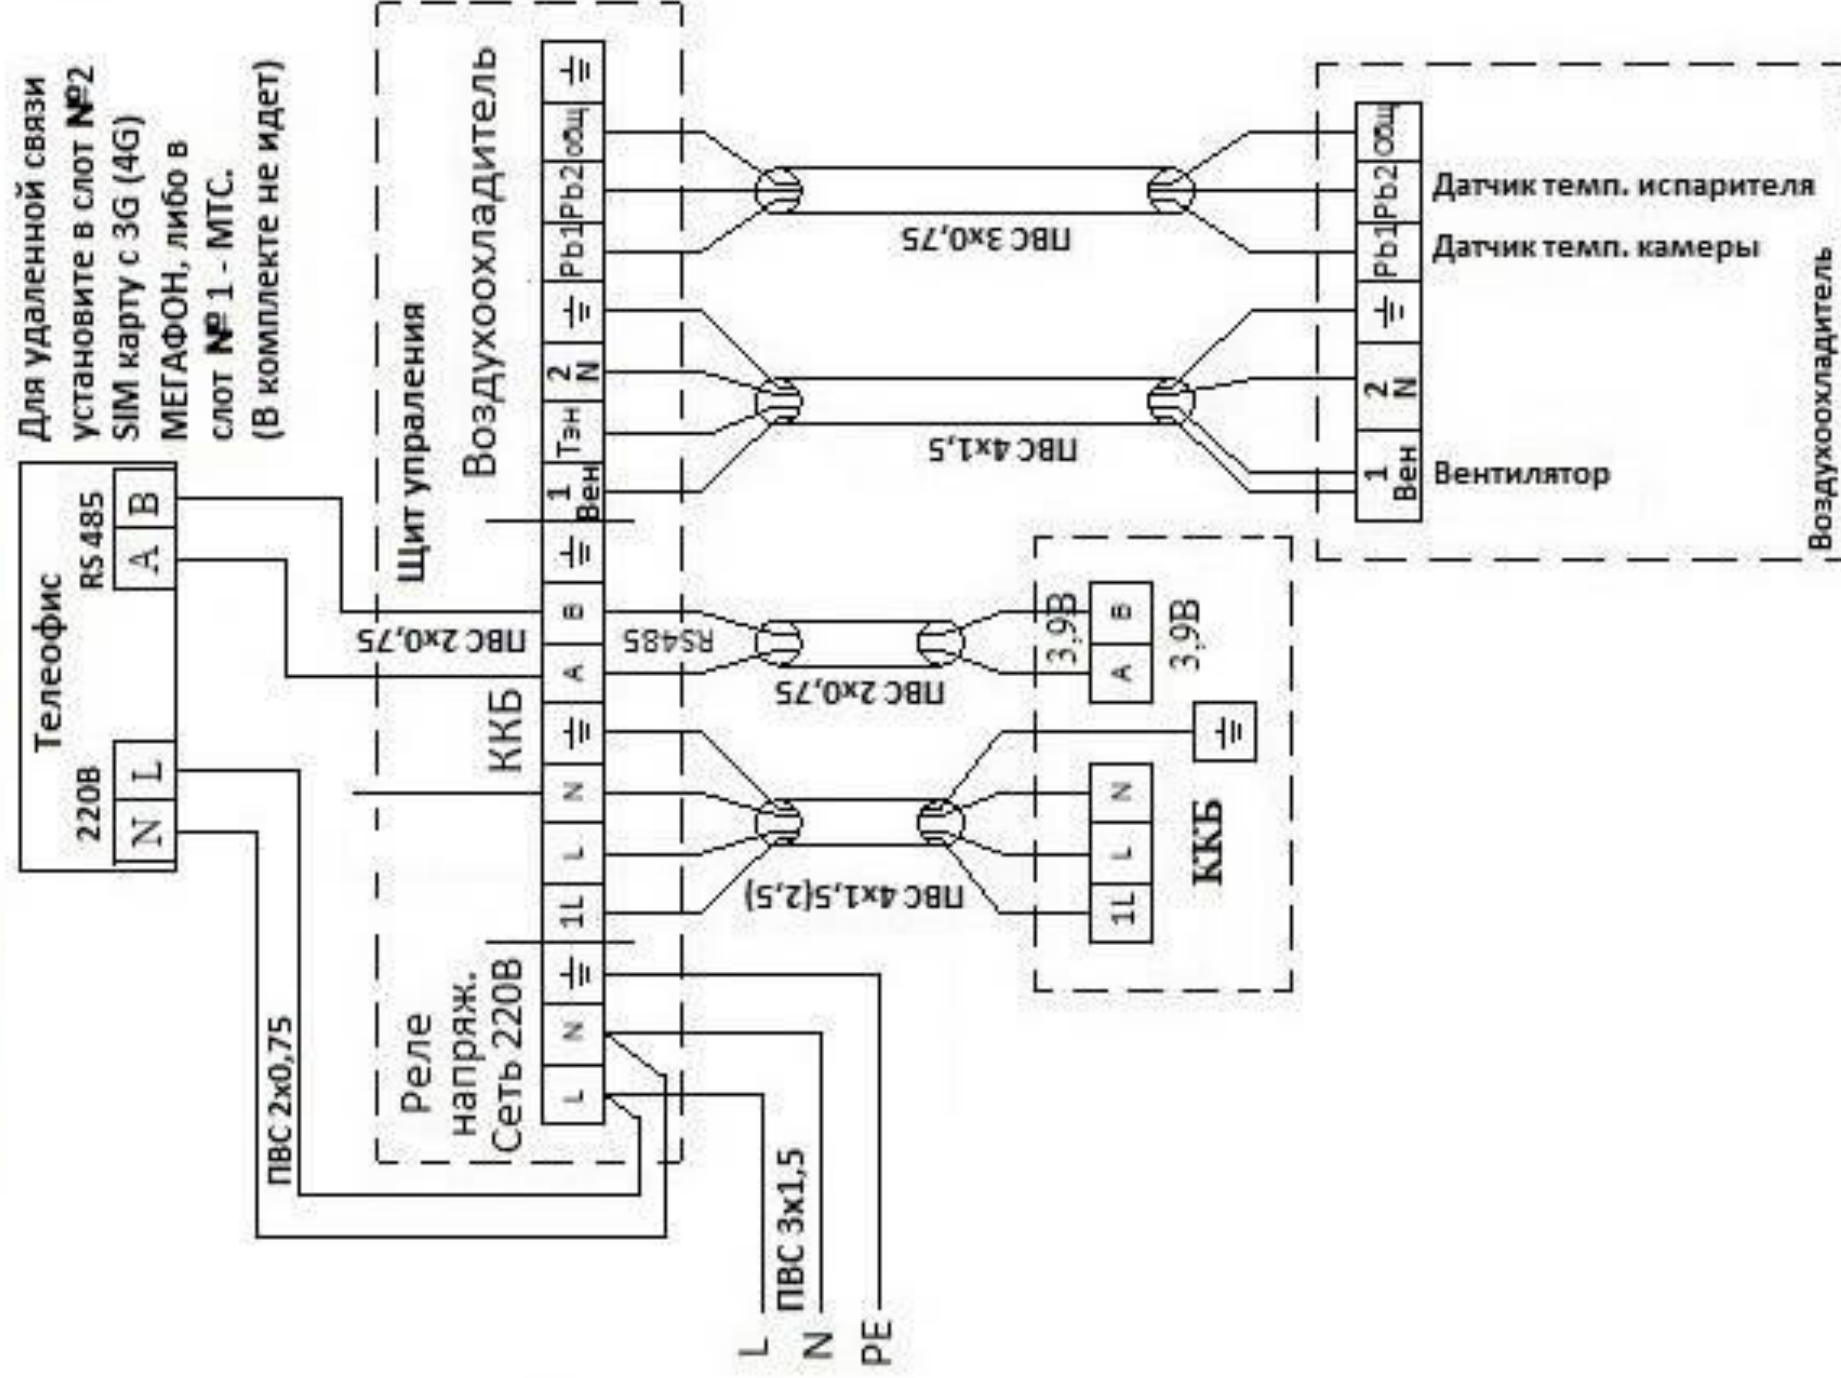 Для удаленной связи
установите в слот №2
SIM карту с 3G (4G)
МЕГАФОН, либо в
слот № 1 - МТС.
(В комплекте не идет)
Телеофис
220В
RS 485
N
L
A
B
ПВС 2х0,75
ПВС 2х0,75
Щит упраления
Реле
напряж.
Сеть 220В
ККБ
Воздухоохладитель
L
N
1L
L
N
A
B
1
Вен
Тэн
2
N
Pb1
Pb2
общ
RS485
L
N
PE
ПВС 3х1,5
ПВС 4х1,5(2,5)
ПВС 2х0,75
ПВС 4х1,5
ПВС 3х0,75
1L
L
N
ККБ
3,9В
A
B
3,9В
1
Вен
2
N
Pb1
Pb2
общ
Вентилятор
Датчик темп. камеры
Датчик темп. испарителя
Воздухоохладитель